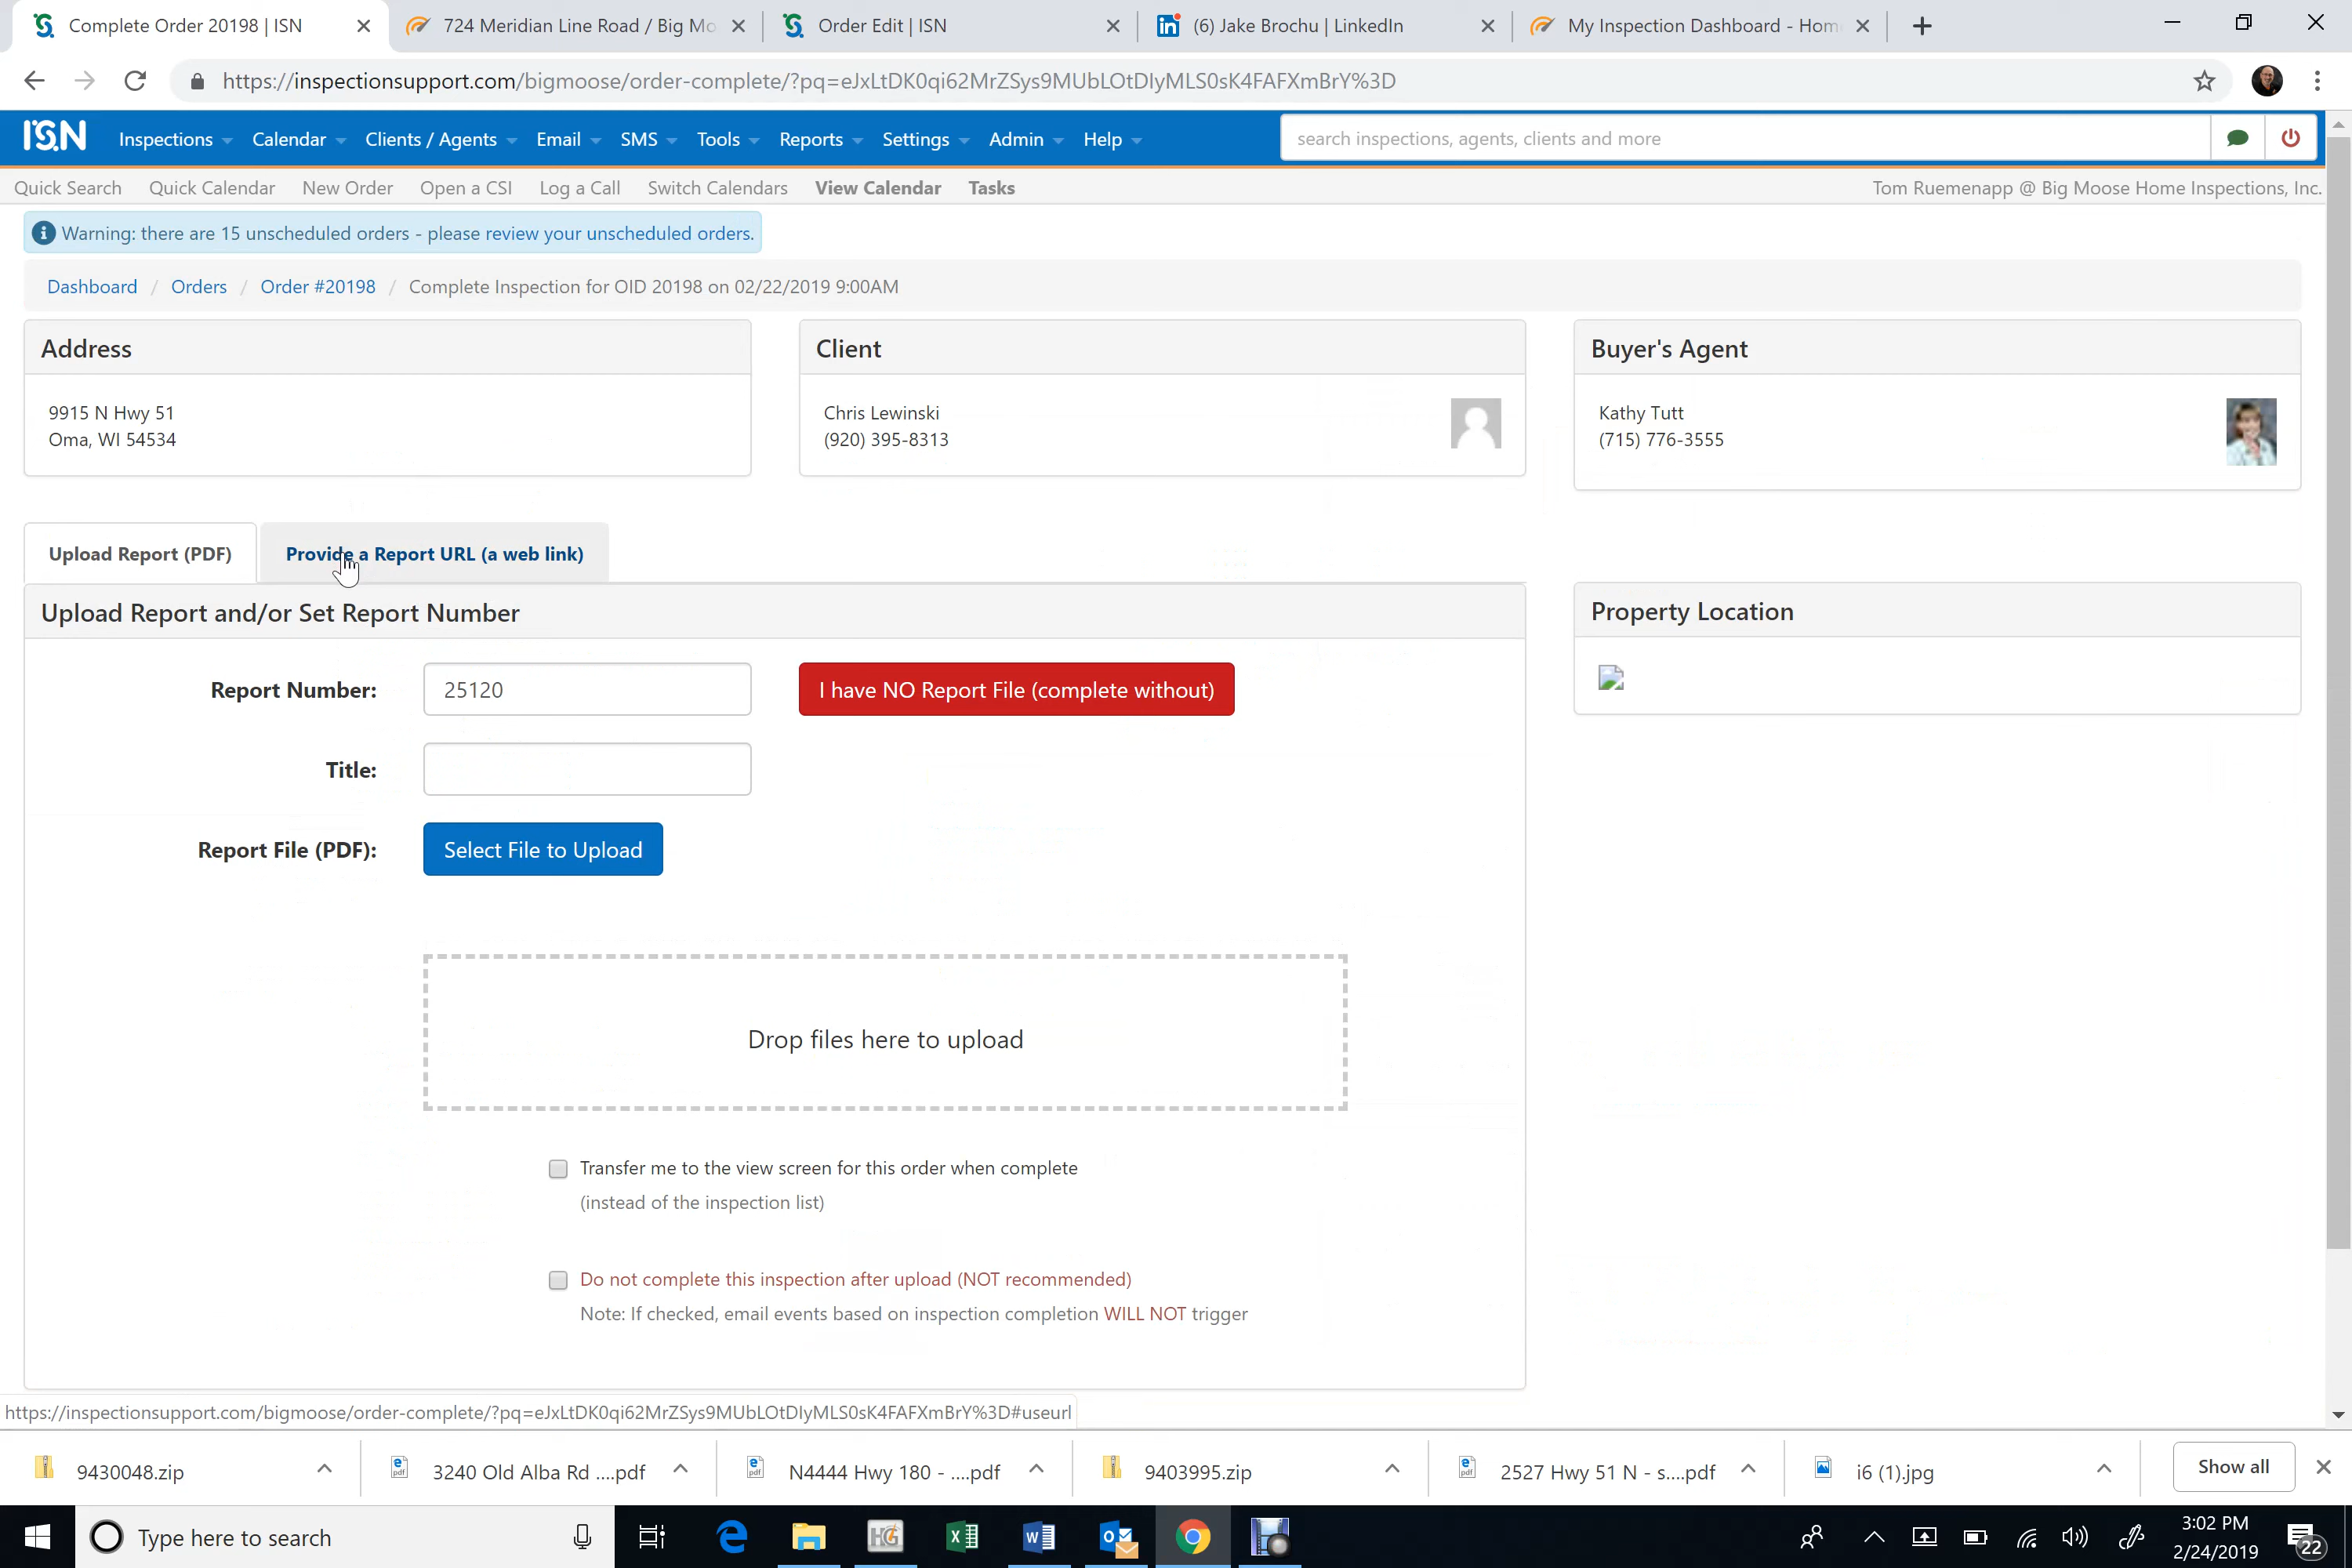 Complete Order 20198 | ISN
724 Meridian Line Road / Big Mo
Order Edit | ISN
(6) Jake Brochu | LinkedIn
My Inspection Dashboard - Hom
https://inspectionsupport.com/bigmoose/order-complete/?pq=eJxLtDK0qi62MrZSys9MUbLOtDIyMLS0sK4FAFXmBrY%3D
ISN
Inspections
Calendar
Clients / Agents
Email
SMS
Tools
Reports
Settings
Admin
Help
search inspections, agents, clients and more
Quick Search
Quick Calendar
New Order
Open a CSI
Log a Call
Switch Calendars
View Calendar
Tasks
Tom Ruemenapp @ Big Moose Home Inspections, Inc.
Warning: there are 15 unscheduled orders - please review your unscheduled orders.
Dashboard / Orders / Order #20198 / Complete Inspection for OID 20198 on 02/22/2019 9:00AM
Address
9915 N Hwy 51
Oma, WI 54534
Client
Chris Lewinski
(920) 395-8313
Buyer's Agent
Kathy Tutt
(715) 776-3555
Upload Report (PDF)
Provide a Report URL (a web link)
Upload Report and/or Set Report Number
Property Location
Report Number:
25120
I have NO Report File (complete without)
Title:
Report File (PDF):
Select File to Upload
Drop files here to upload
Transfer me to the view screen for this order when complete
(instead of the inspection list)
Do not complete this inspection after upload (NOT recommended)
Note: If checked, email events based on inspection completion WILL NOT trigger
https://inspectionsupport.com/bigmoose/order-complete/?pq=eJxLtDK0qi62MrZSys9MUbLOtDIyMLS0sK4FAFXmBrY%3D#useurl
9430048.zip
3240 Old Alba Rd ....pdf
N4444 Hwy 180 - ....pdf
9403995.zip
2527 Hwy 51 N - s....pdf
i6 (1).jpg
Show all
Type here to search
3:02 PM
2/24/2019
22